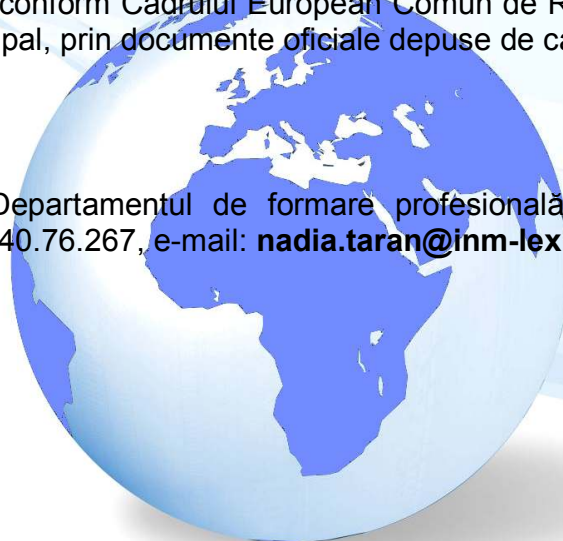 conform Cadrului European Comun de R
pal, prin documente oficiale depuse de ca
Departamentul de formare profesională
40.76.267, e-mail: nadia.taran@inm-lex